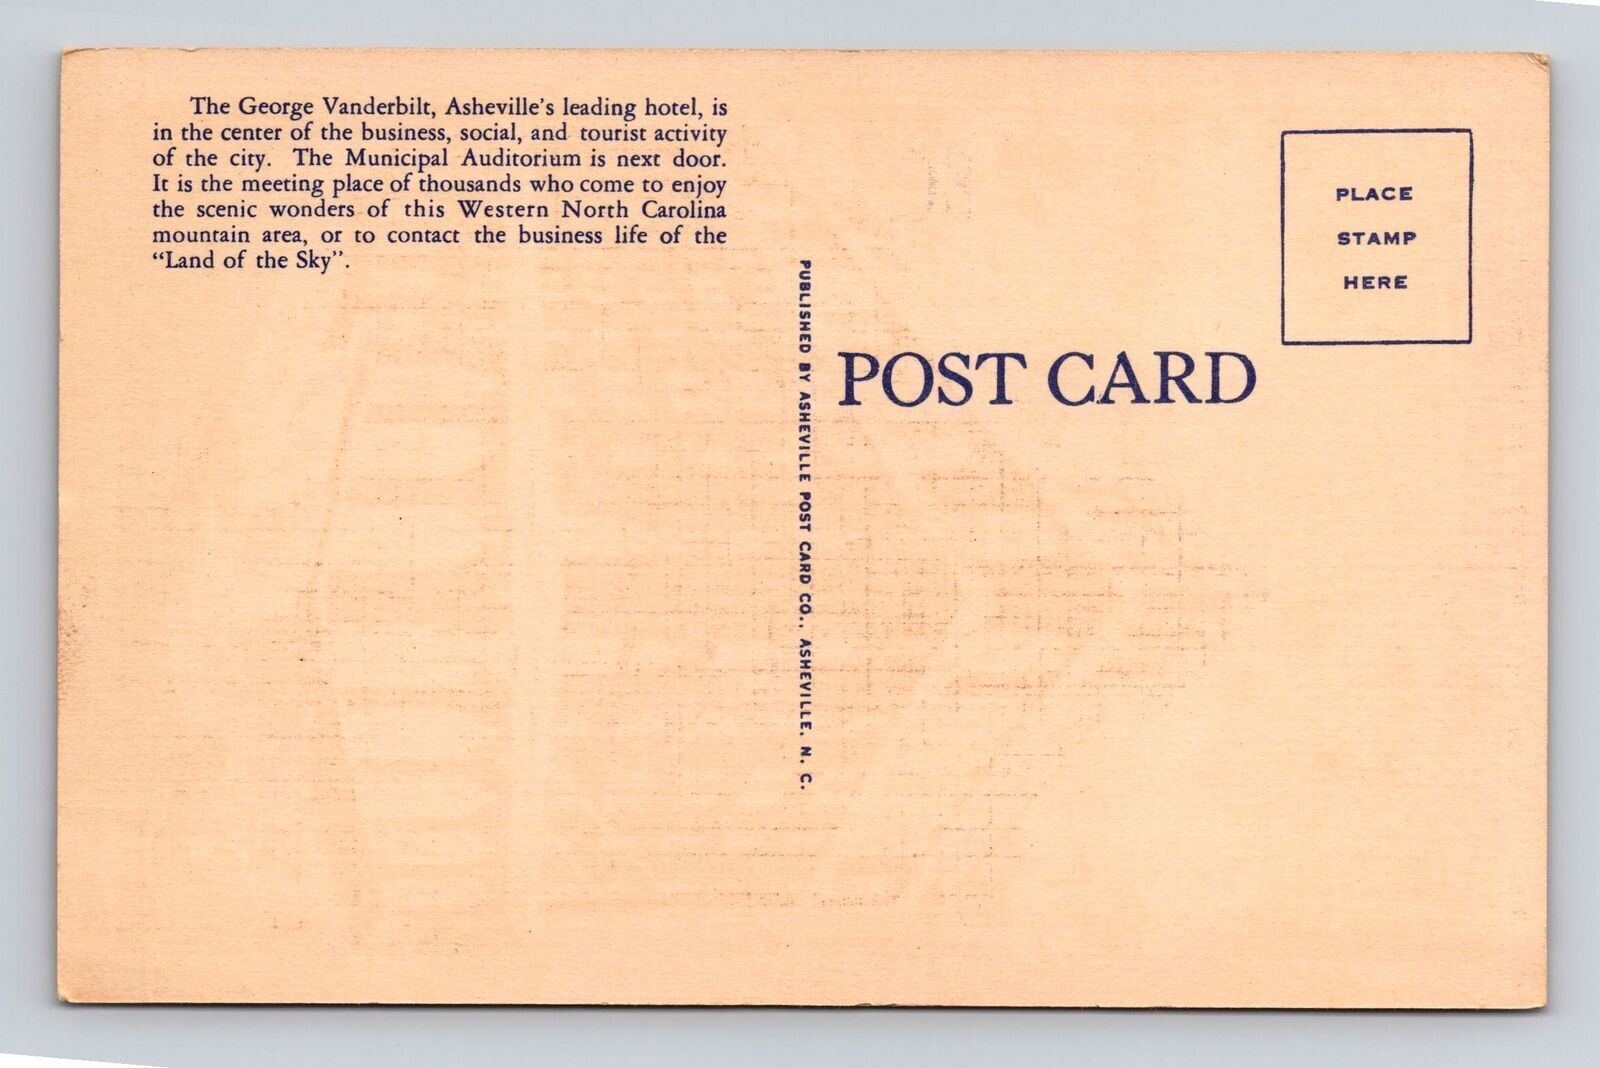 The George Vanderbilt, Asheville's leading hotel, is
in the center of the business, social, and tourist activity
of the city. The Municipal Auditorium is next door.
It is the meeting place of thousands who come to enjoy
the scenic wonders of this Western North Carolina
mountain area, or to contact the business life of the
“Land of the Sky”.
PUBLISHED BY ASHEVILLE POST CARD CO., ASHEVILLE, N. C.
POST CARD
PLACE
STAMP
HERE